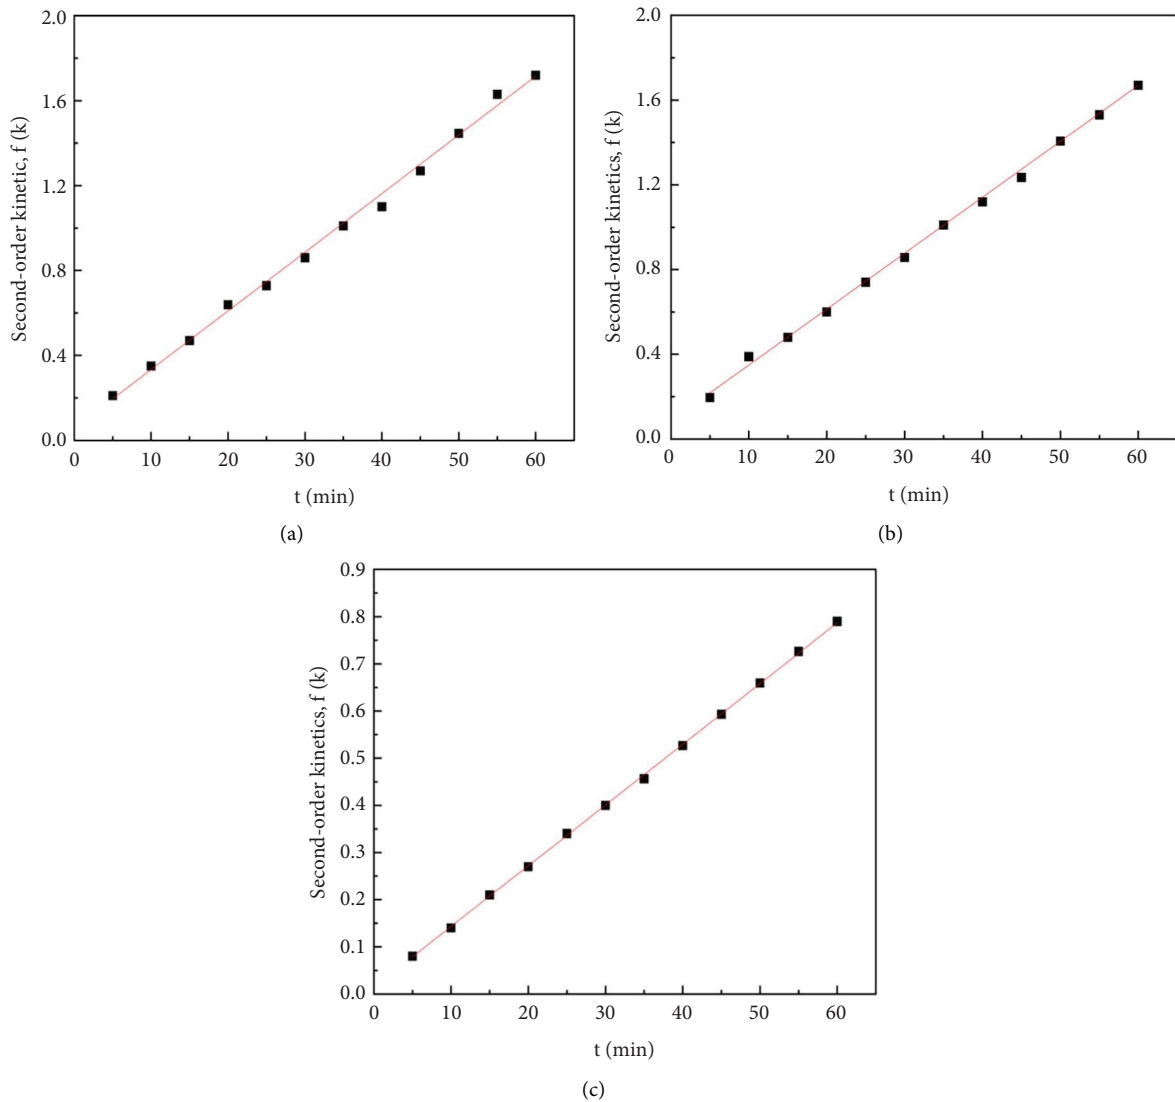 2.0
1.6
1.2
0.8
0.4
0.0
Second-order kinetic, f (k)
0 10 20 30 40 50 60
t (min)
(a)
2.0
1.6
1.2
0.8
0.4
0.0
Second-order kinetics, f (k)
0 10 20 30 40 50 60
t (min)
(b)
0.9
0.8
0.7
0.6
0.5
0.4
0.3
0.2
0.1
0.0
Second-order kinetics, f (k)
0 10 20 30 40 50 60
t (min)
(c)